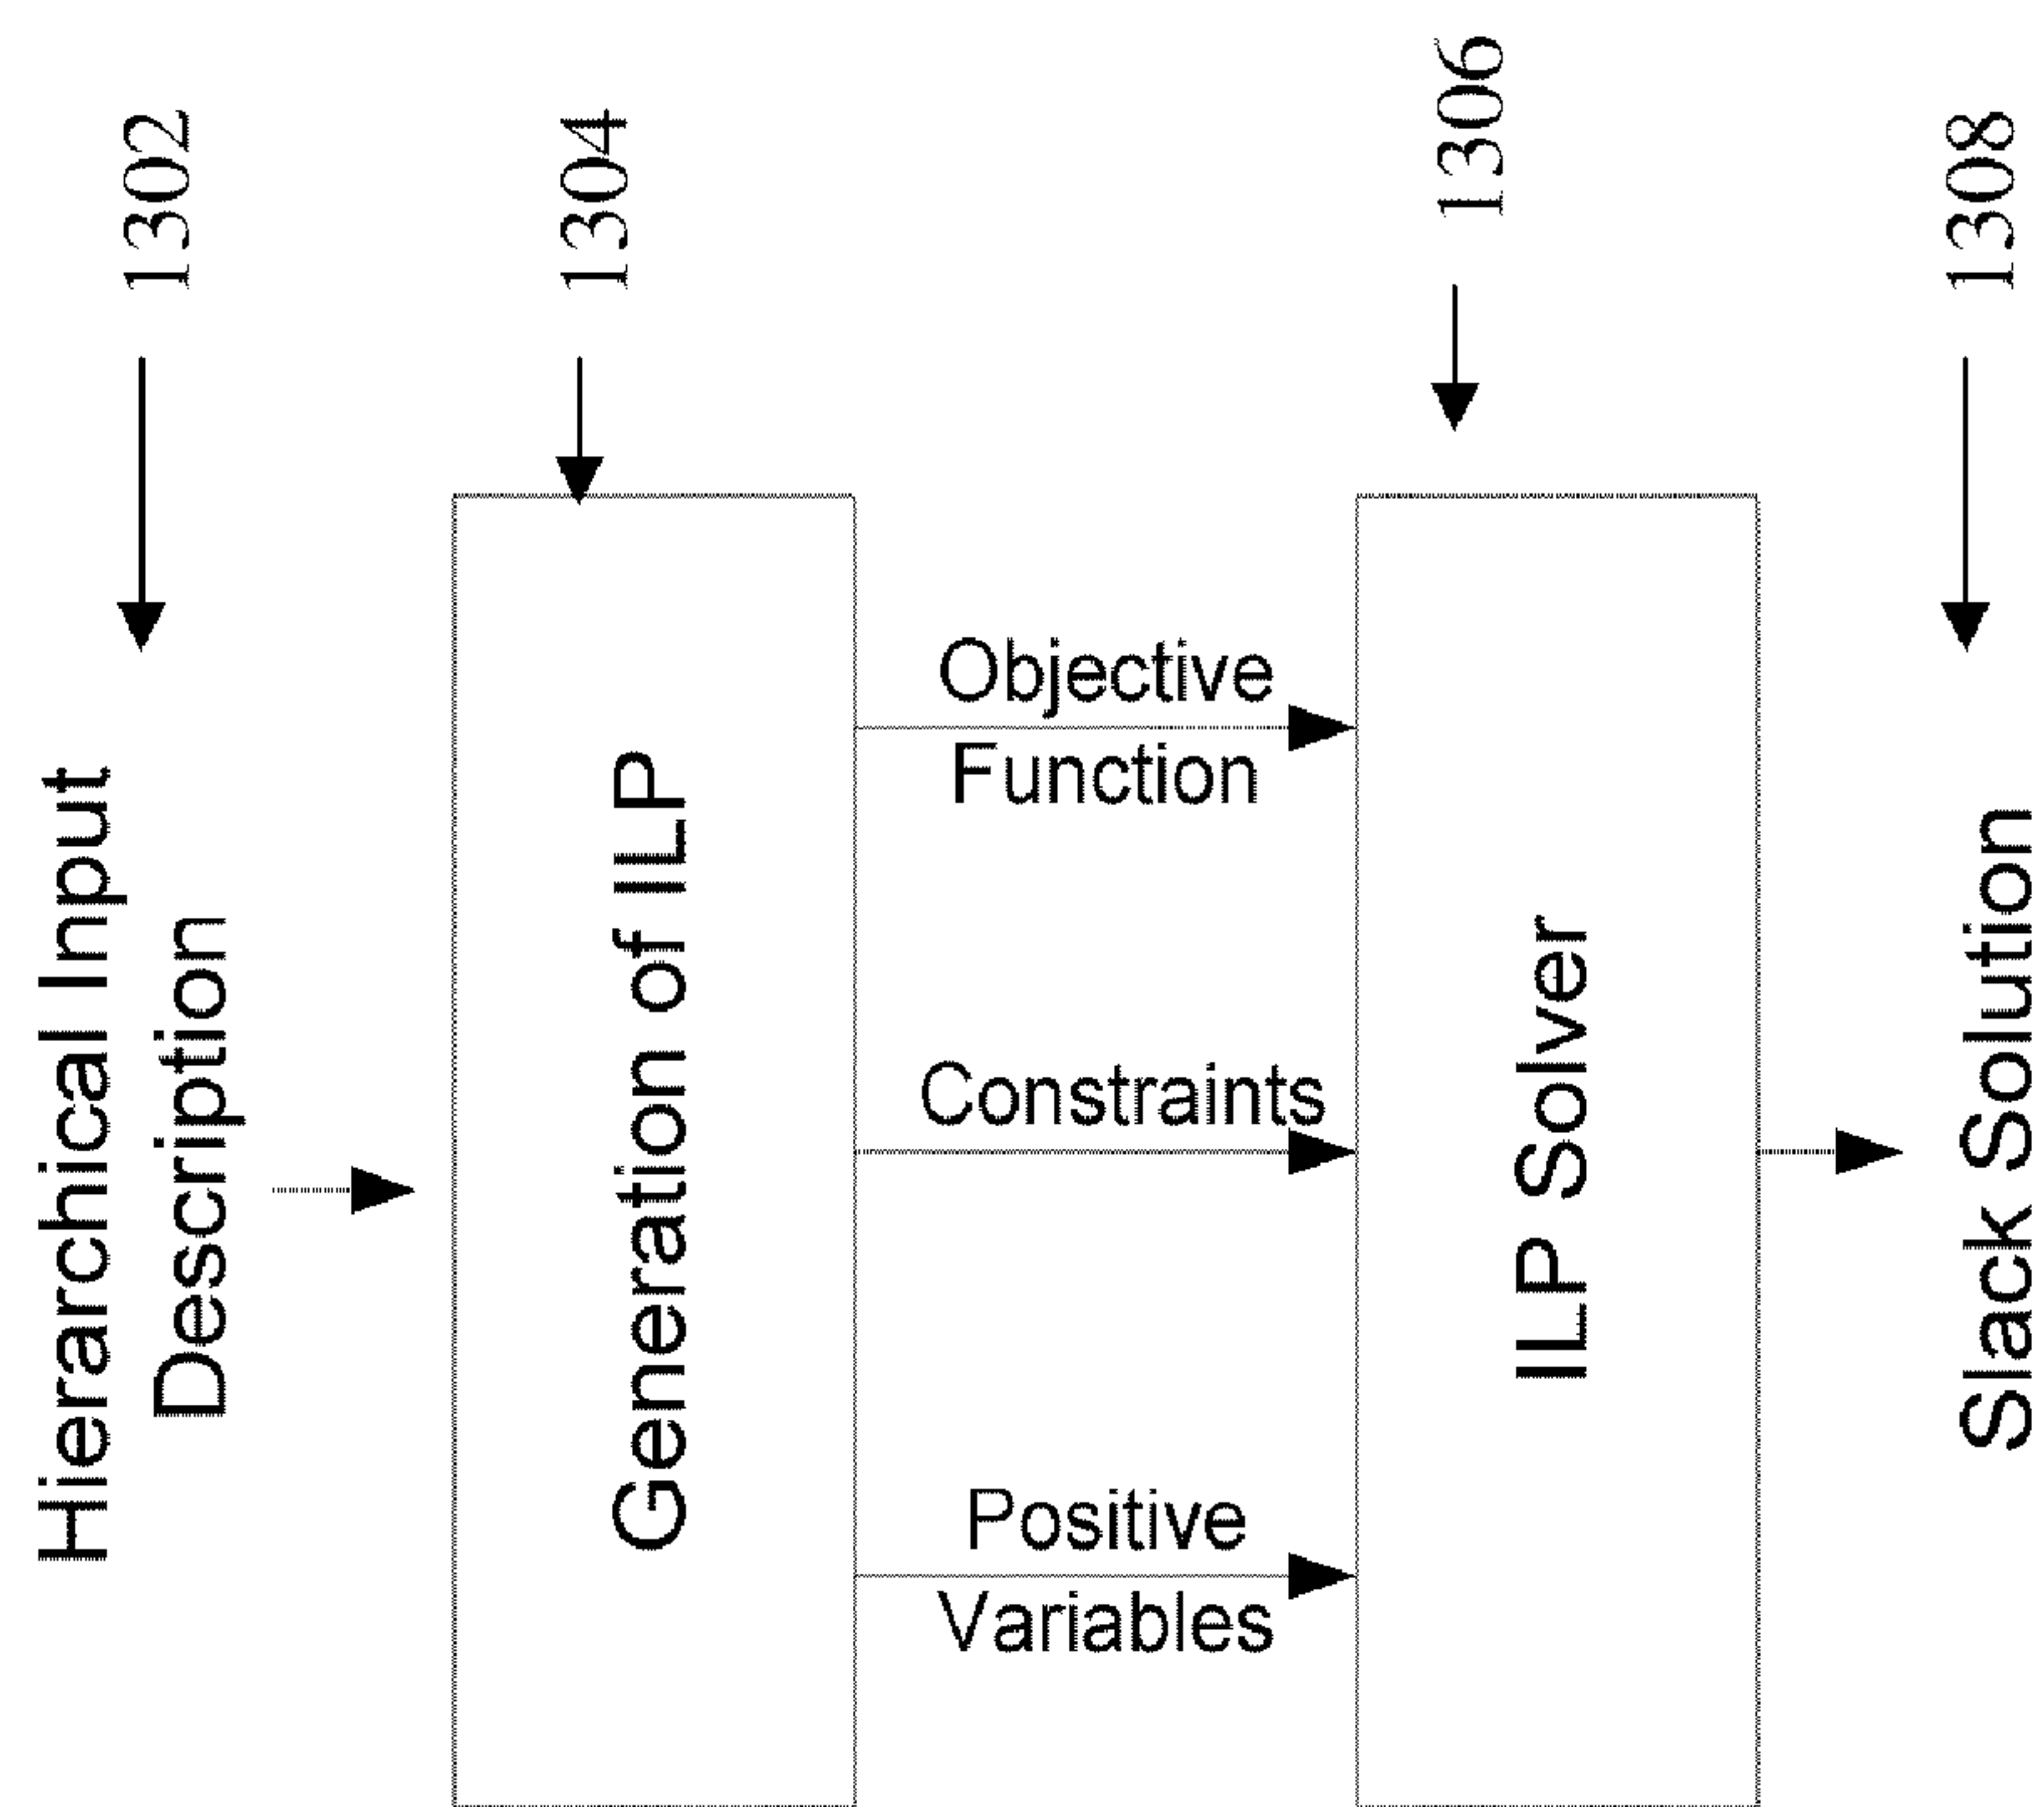 1302
1304
1306
1308
Hierarchical Input
Description
Generation of ILP
Objective
Function
Constraints
Positive
Variables
ILP Solver
Slack Solution